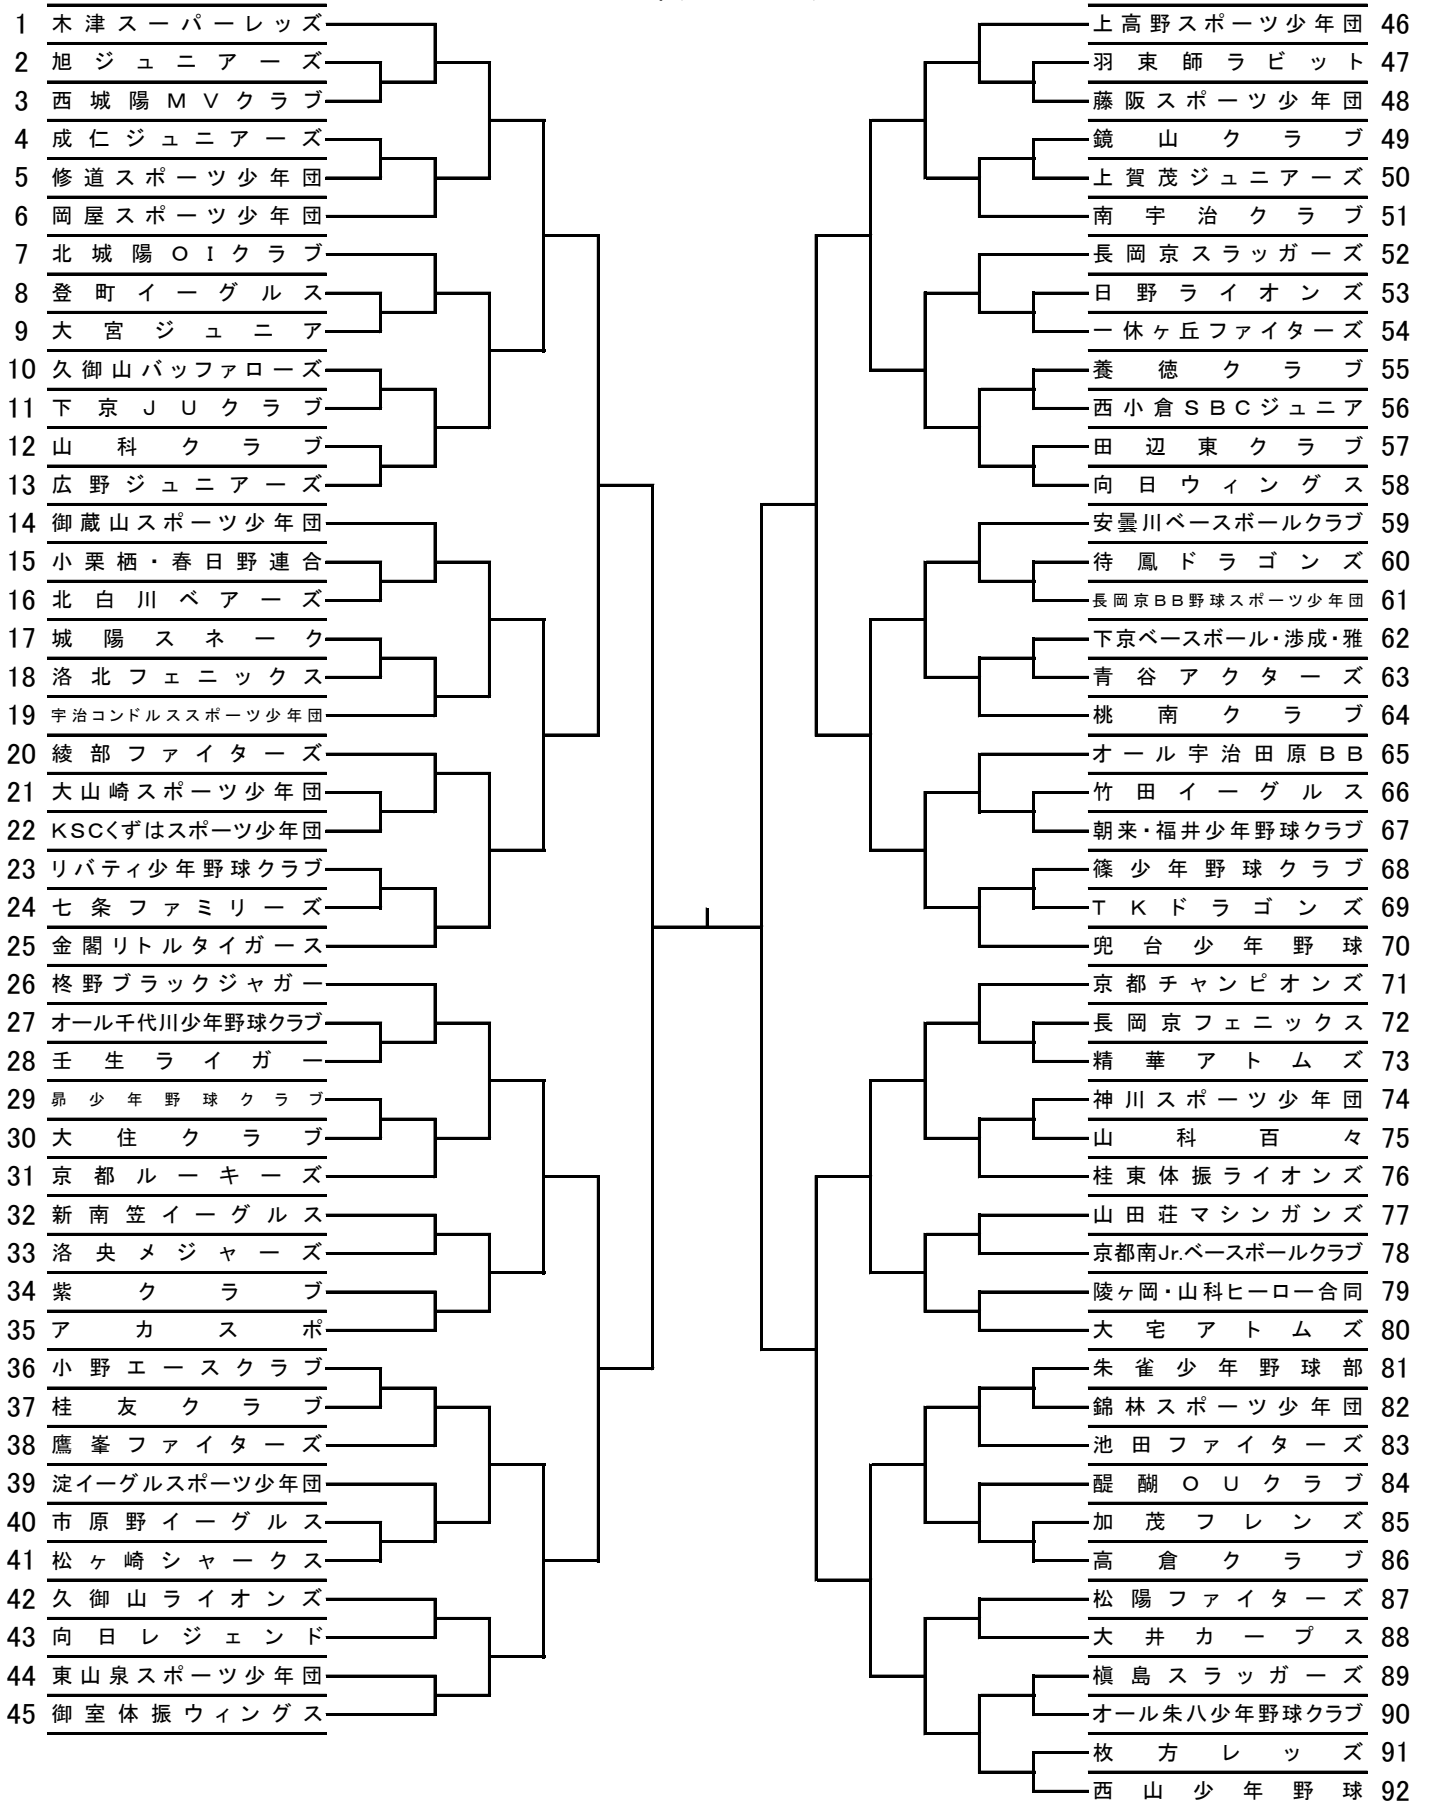 1 木津スーパーレッズ
2 旭ジュニアーズ
3 西城陽MVクラブ
4 成仁ジュニアーズ
5 修道スポーツ少年団
6 岡屋スポーツ少年団
7 北城陽OIクラブ
8 登町イーグルス
9 大宮ジュニア
10 久御山バッファローズ
11 下京JUクラブ
12 山科クラブ
13 広野ジュニアーズ
14 御蔵山スポーツ少年団
15 小栗栖・春日野連合
16 北白川ベアーズ
17 城陽スネーク
18 洛北フェニックス
19 宇治コンドルススポーツ少年団
20 綾部ファイターズ
21 大山崎スポーツ少年団
22 KSCくずはスポーツ少年団
23 リバティ少年野球クラブ
24 七条ファミリーズ
25 金閣リトルタイガース
26 柊野ブラックジャガー
27 オール千代川少年野球クラブ
28 壬生ライガー
29 昴少年野球クラブ
30 大住クラブ
31 京都ルーキーズ
32 新南笠イーグルス
33 洛央メジャーズ
34 紫クラブ
35 アカスポ
36 小野エースクラブ
37 桂友クラブ
38 鷹峯ファイターズ
39 淀イーグルスポーツ少年団
40 市原野イーグルス
41 松ヶ崎シャークス
42 久御山ライオンズ
43 向日レジェンド
44 東山泉スポーツ少年団
45 御室体振ウィングス
上高野スポーツ少年団 46
羽束師ラビット 47
藤阪スポーツ少年団 48
鏡山クラブ 49
上賀茂ジュニアーズ 50
南宇治クラブ 51
長岡京スラッガーズ 52
日野ライオンズ 53
一休ヶ丘ファイターズ 54
養徳クラブ 55
西小倉SBCジュニア 56
田辺東クラブ 57
向日ウィングス 58
安曇川ベースボールクラブ 59
待鳳ドラゴンズ 60
長岡京BB野球スポーツ少年団 61
下京ベースボール・渉成・雅 62
青谷アクターズ 63
桃南クラブ 64
オール宇治田原BB 65
竹田イーグルス 66
朝来・福井少年野球クラブ 67
篠少年野球クラブ 68
TKドラゴンズ 69
兜台少年野球 70
京都チャンピオンズ 71
長岡京フェニックス 72
精華アトムズ 73
神川スポーツ少年団 74
山科百々 75
桂東体振ライオンズ 76
山田荘マシンガンズ 77
京都南Jr.ベースボールクラブ 78
陵ヶ岡・山科ヒーロー合同 79
大宅アトムズ 80
朱雀少年野球部 81
錦林スポーツ少年団 82
池田ファイターズ 83
醍醐OUクラブ 84
加茂フレンズ 85
高倉クラブ 86
松陽ファイターズ 87
大井カープス 88
槇島スラッガーズ 89
オール朱八少年野球クラブ 90
枚方レッズ 91
西山少年野球 92